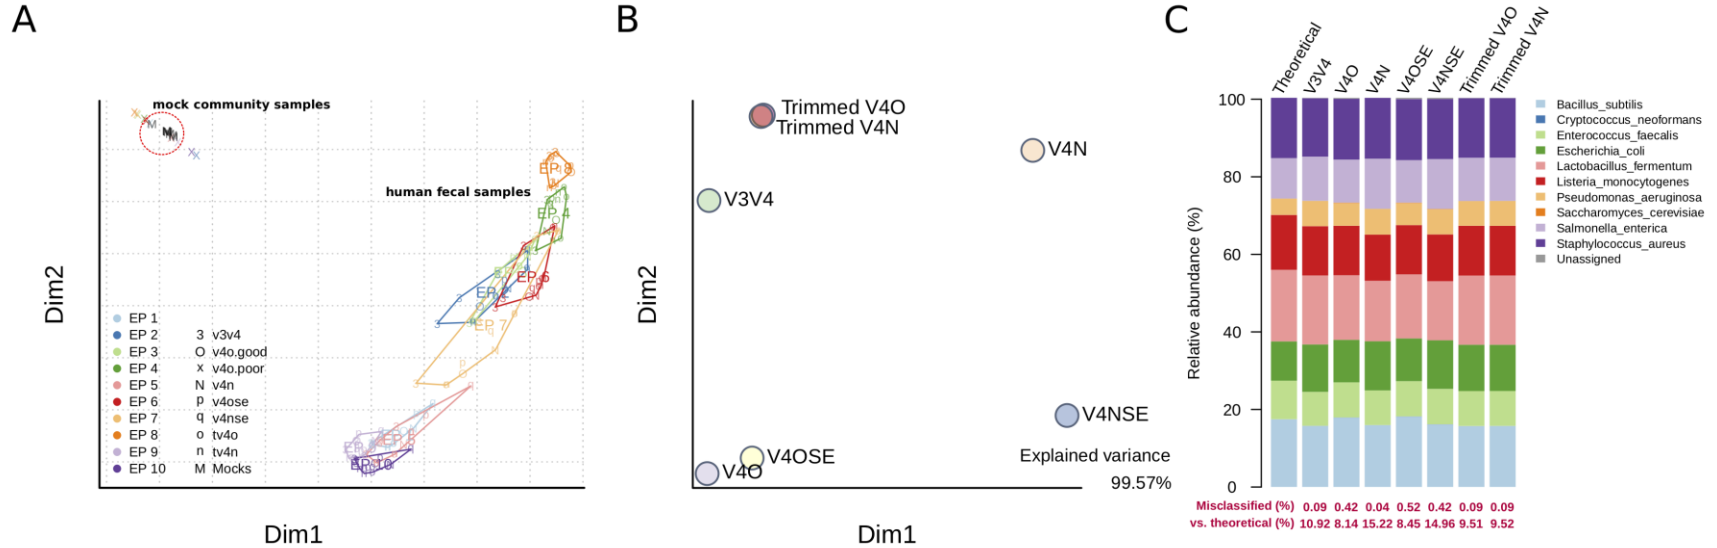 A
mock community samples
human fecal samples
EP 8
EP 4
EP 6
EP 7
EP 10
EP 1
EP 2
EP 3
EP 4
EP 5
EP 6
EP 7
EP 8
EP 9
EP 10
3 v3v4
O v4o.good
x v4o.poor
N v4n
p v4ose
q v4nse
o tv4o
n tv4n
M Mocks
Dim2
Dim1
B
Trimmed V4O
Trimmed V4N
V4N
V3V4
V4NSE
V4OSE
V4O
Explained variance
99.57%
Dim2
Dim1
C
Theoretical
V3V4
V4O
V4N
V4OSE
V4NSE
Trimmed V4O
Trimmed V4N
Relative abundance (%)
100
80
60
40
20
0
Bacillus_subtilis
Cryptococcus_neoformans
Enterococcus_faecalis
Escherichia_coli
Lactobacillus_fermentum
Listeria_monocytogenes
Pseudomonas_aeruginosa
Saccharomyces_cerevisiae
Salmonella_enterica
Staphylococcus_aureus
Unassigned
Misclassified (%) 0.09 0.42 0.04 0.52 0.42 0.09 0.09
vs. theoretical (%) 10.92 8.14 15.22 8.45 14.96 9.51 9.52